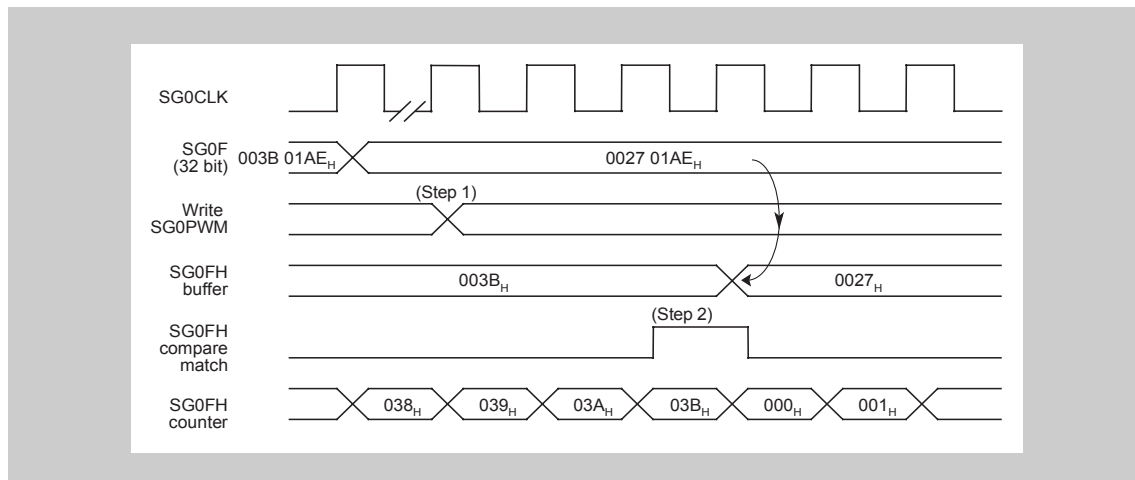 SG0CLK
SG0F
(32 bit)
003B 01AEH
0027 01AEH
(Step 1)
Write
SG0PWM
SG0FH
buffer
003BH
0027H
(Step 2)
SG0FH
compare
match
SG0FH
counter
038H
039H
03AH
03BH
000H
001H